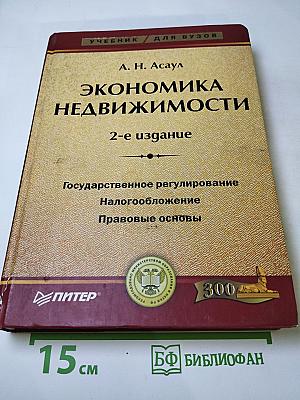 УЧЕБНИК ДЛЯ ВУЗОВ
А. Н. Асаул
ЭКОНОМИКА
НЕДВИЖИМОСТИ
2-е издание
Государственное регулирование
Налогообложение
Правовые основы
ПИТЕР
300
15 см
БФ БИБЛИОФАН